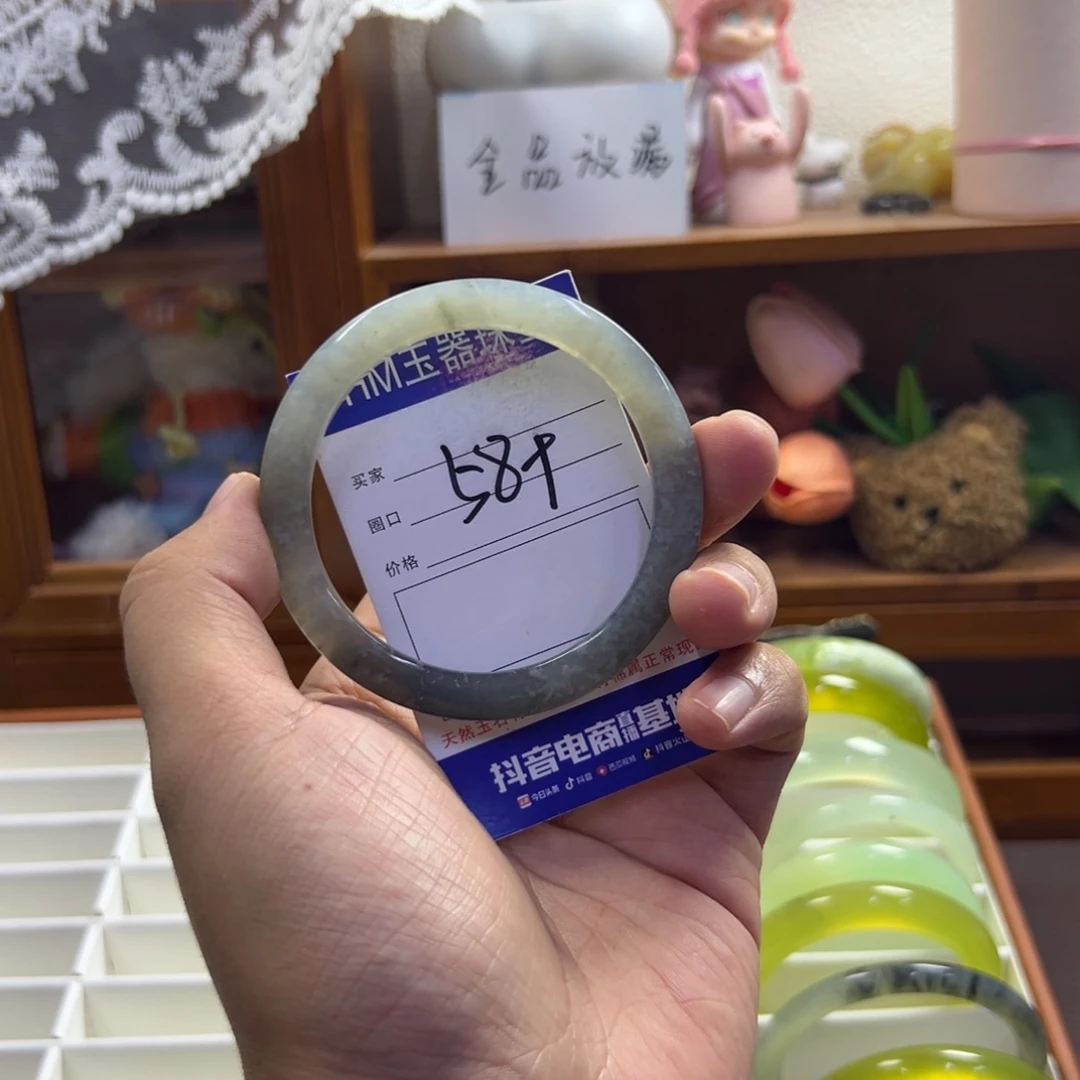 全品放漏
HM玉器珠宝
买家
584
圈口
价格
天然玉石
属正常现
抖音电商直播基地
今日头条 抖音 西瓜视频 抖音火山